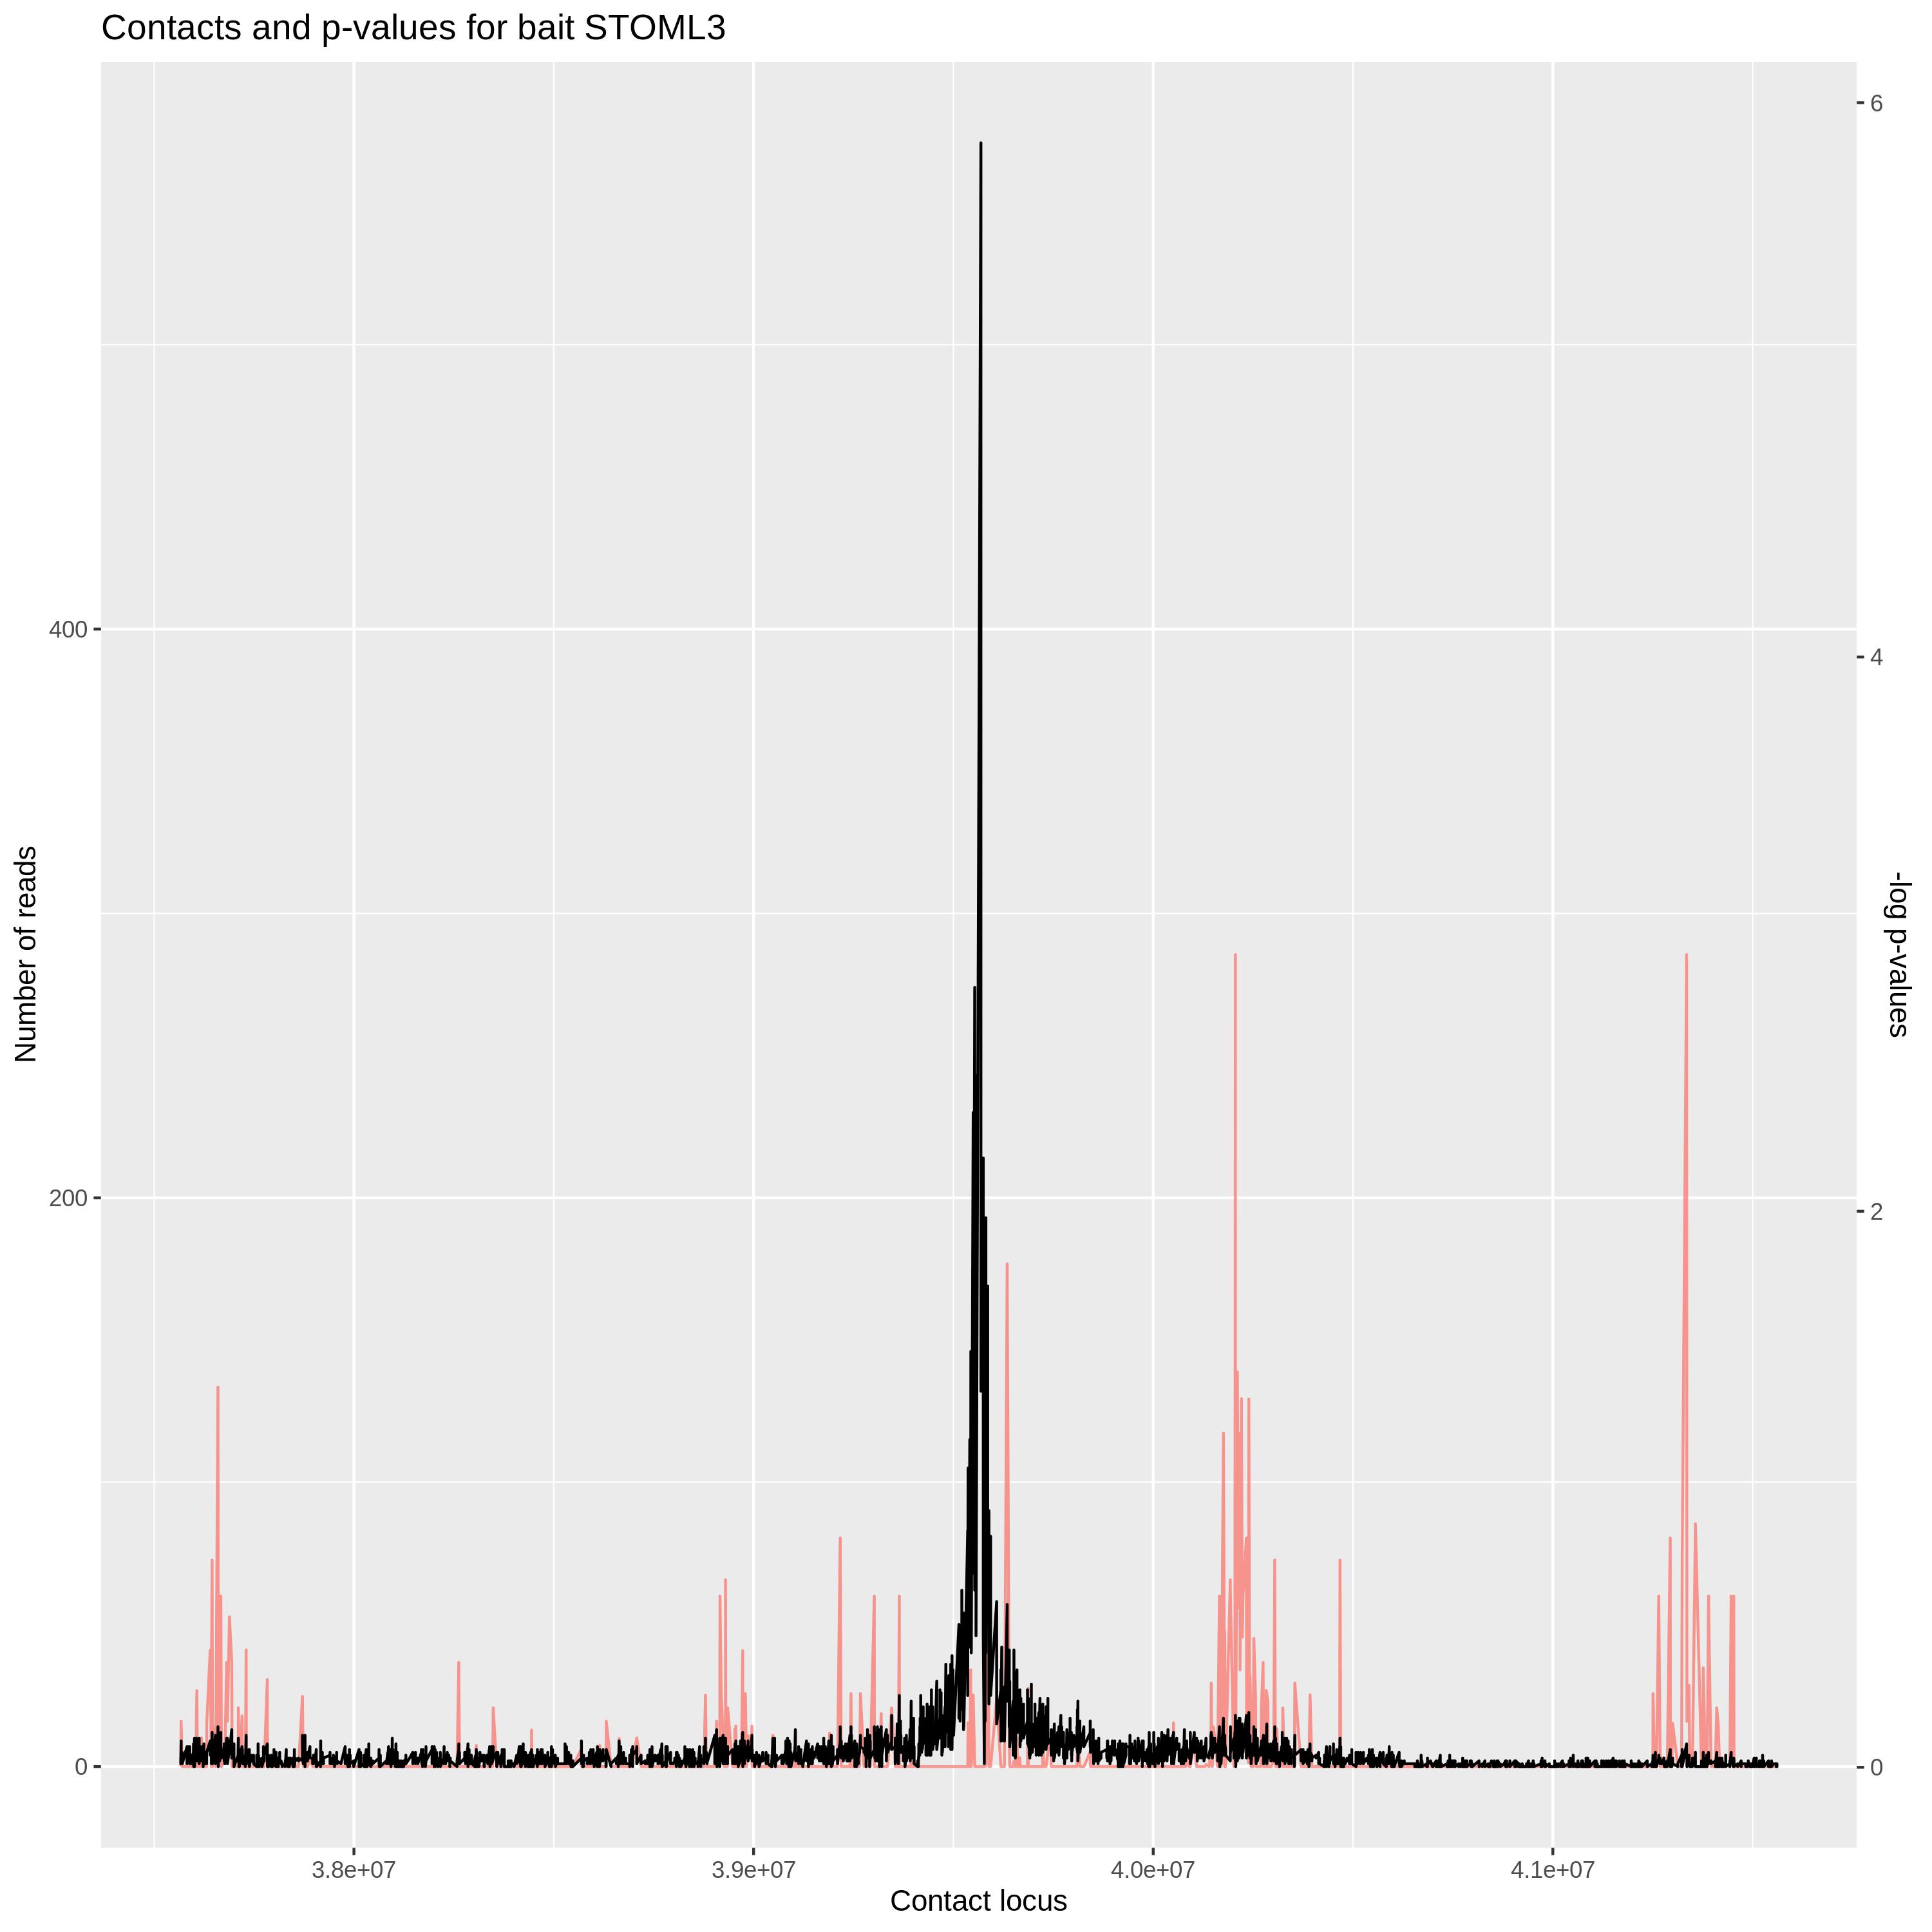 Contacts and p-values for bait STOML3
Number of reads
400
200
0
6
4
2
0
-log p-values
3.8e+07
3.9e+07
4.0e+07
4.1e+07
Contact locus